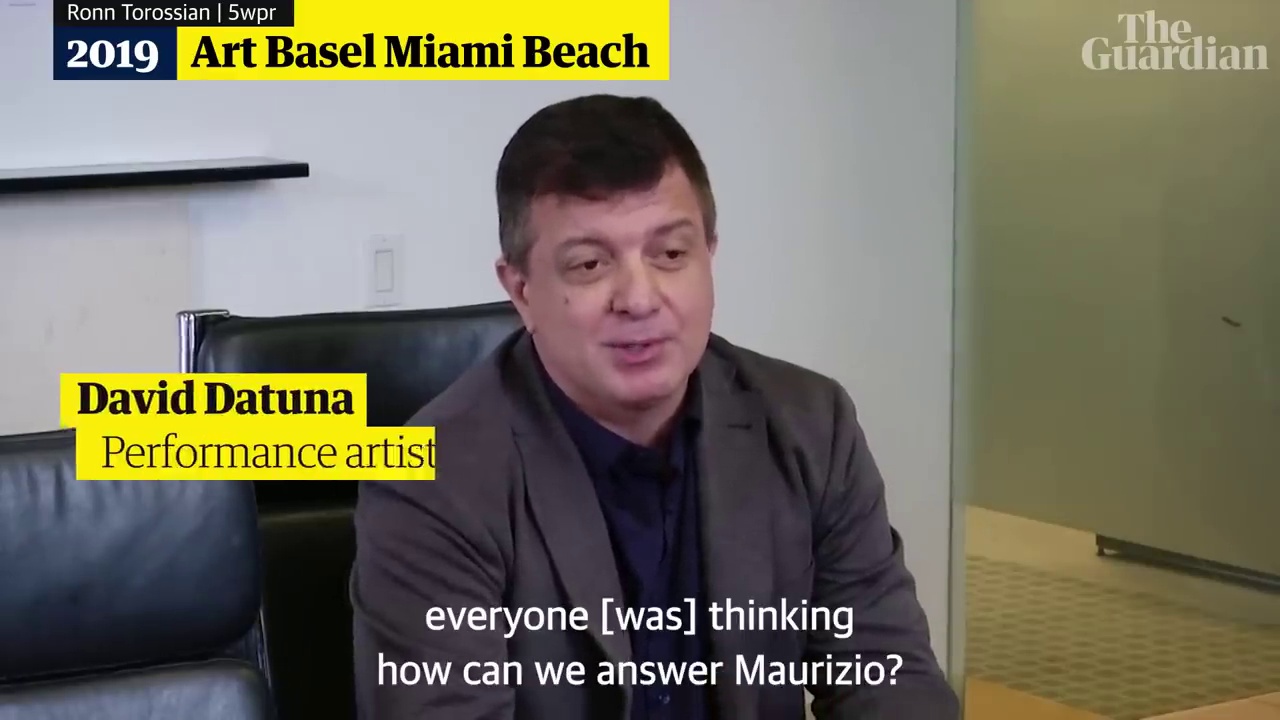 Ronn Torossian | 5wpr
2019 Art Basel Miami Beach
The
Guardian
David Datuna
Performance artist
everyone [was] thinking
how can we answer Maurizio?